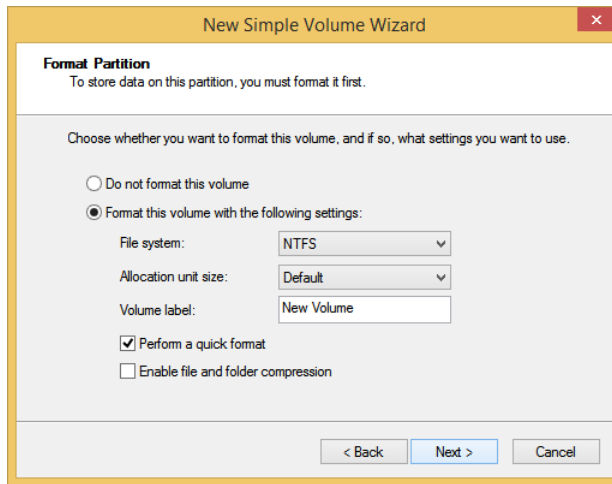 New Simple Volume Wizard
Format Partition
To store data on this partition, you must format it first.
Choose whether you want to format this volume, and if so, what settings you want to use.
Do not format this volume
Format this volume with the following settings:
File system: NTFS
Allocation unit size: Default
Volume label: New Volume
Perform a quick format
Enable file and folder compression
< Back Next > Cancel